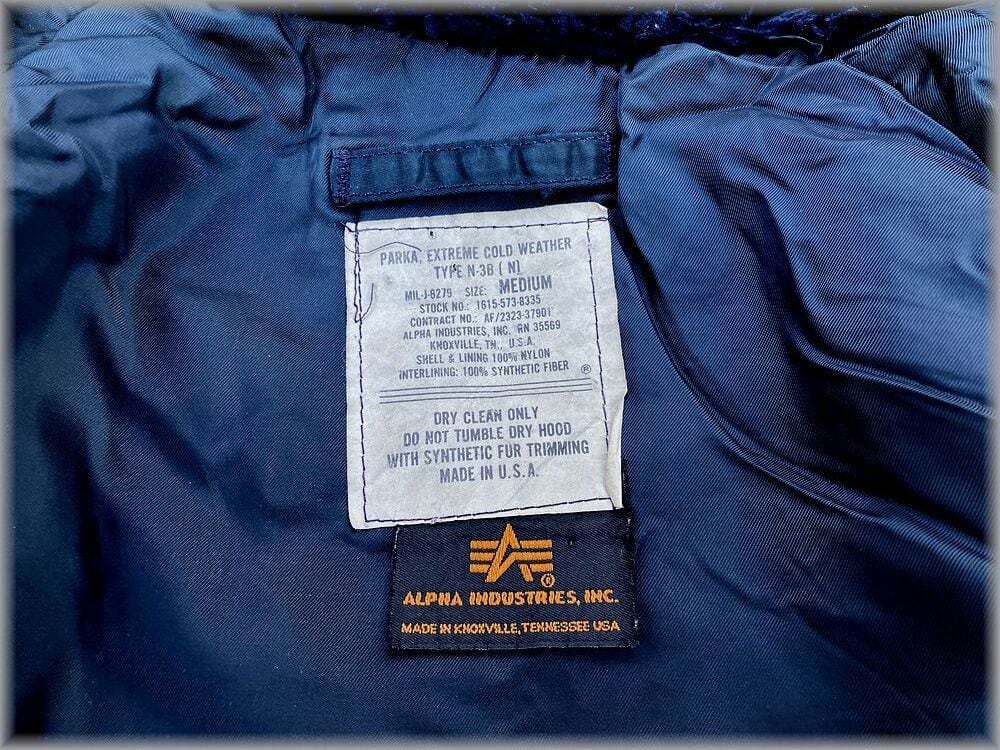 PARKA, EXTREME COLD WEATHER
TYPE N-3B ( N)
MIL-J-6279 SIZE: MEDIUM
STOCK NO.: 1615-573-8335
CONTRACT NO.: AF/2323-37901
ALPHA INDUSTRIES, INC. RN 35569
KNOXVILLE, TN., U.S.A.
SHELL & LINING 100% NYLON
INTERLINING: 100% SYNTHETIC FIBER ®
DRY CLEAN ONLY
DO NOT TUMBLE DRY HOOD
WITH SYNTHETIC FUR TRIMMING
MADE IN U.S.A.
®
ALPHA INDUSTRIES, INC.
MADE IN KNOXVILLE, TENNESSEE USA